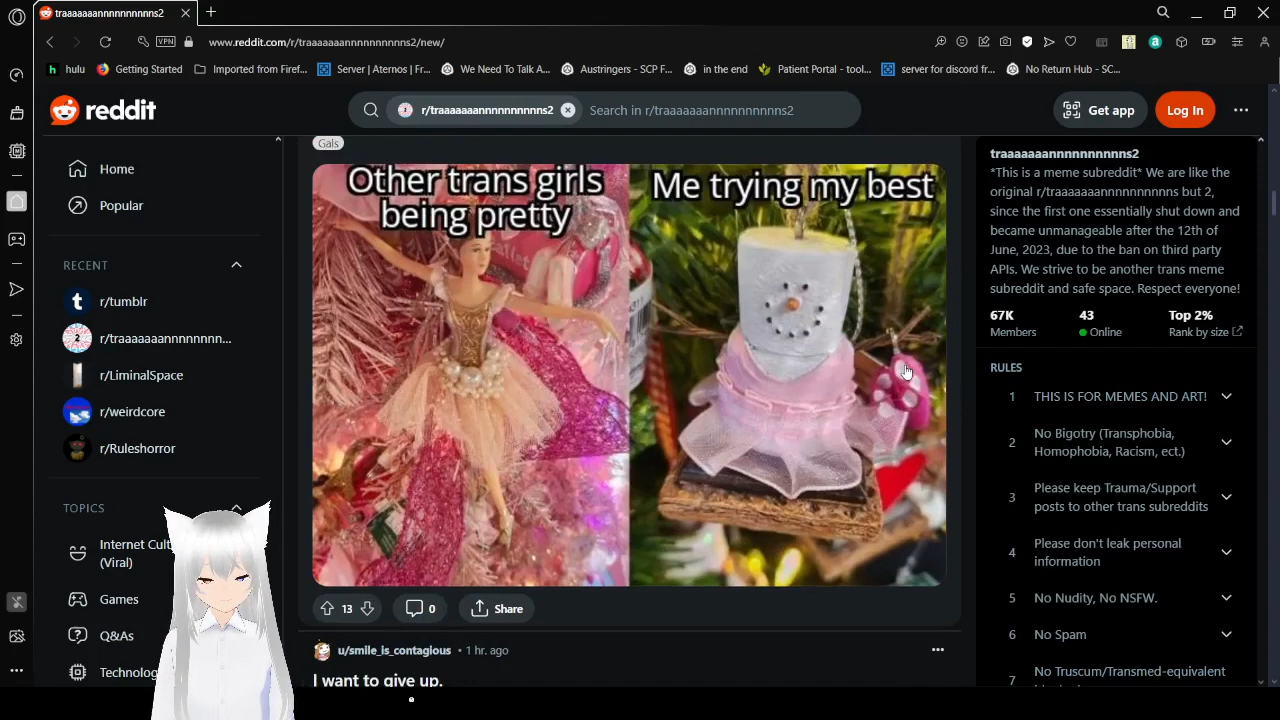 traaaaaaannnnnnnnnns2
VPN
www.reddit.com/r/traaaaaaannnnnnnnnns2/new/
hulu
Getting Started
Imported from Firef...
Server | Aternos | Fr...
We Need To Talk A...
Austringers - SCP F...
in the end
Patient Portal - tool...
server for discord fr...
No Return Hub - SC...
reddit
r/traaaaaaannnnnnnnnns2
Search in r/traaaaaaannnnnnnnnns2
Get app
Log In
Home
Popular
RECENT
r/tumblr
r/traaaaaaannnnnnn...
r/LiminalSpace
r/weirdcore
r/Ruleshorror
TOPICS
Internet Cult
(Viral)
Games
Q&As
Technolog
Gals
Other trans girls
being pretty
Me trying my best
13
0
Share
u/smile_is_contagious • 1 hr. ago
I want to give up.
traaaaaaannnnnnnnnns2
*This is a meme subreddit* We are like the
original r/traaaaaaannnnnnnnnns but 2,
since the first one essentially shut down and
became unmanageable after the 12th of
June, 2023, due to the ban on third party
APIs. We strive to be another trans meme
subreddit and safe space. Respect everyone!
67K
Members
43
Online
Top 2%
Rank by size
RULES
1 THIS IS FOR MEMES AND ART!
2 No Bigotry (Transphobia,
Homophobia, Racism, ect.)
3 Please keep Trauma/Support
posts to other trans subreddits
4 Please don't leak personal
information
5 No Nudity, No NSFW.
6 No Spam
7 No Truscum/Transmed-equivalent